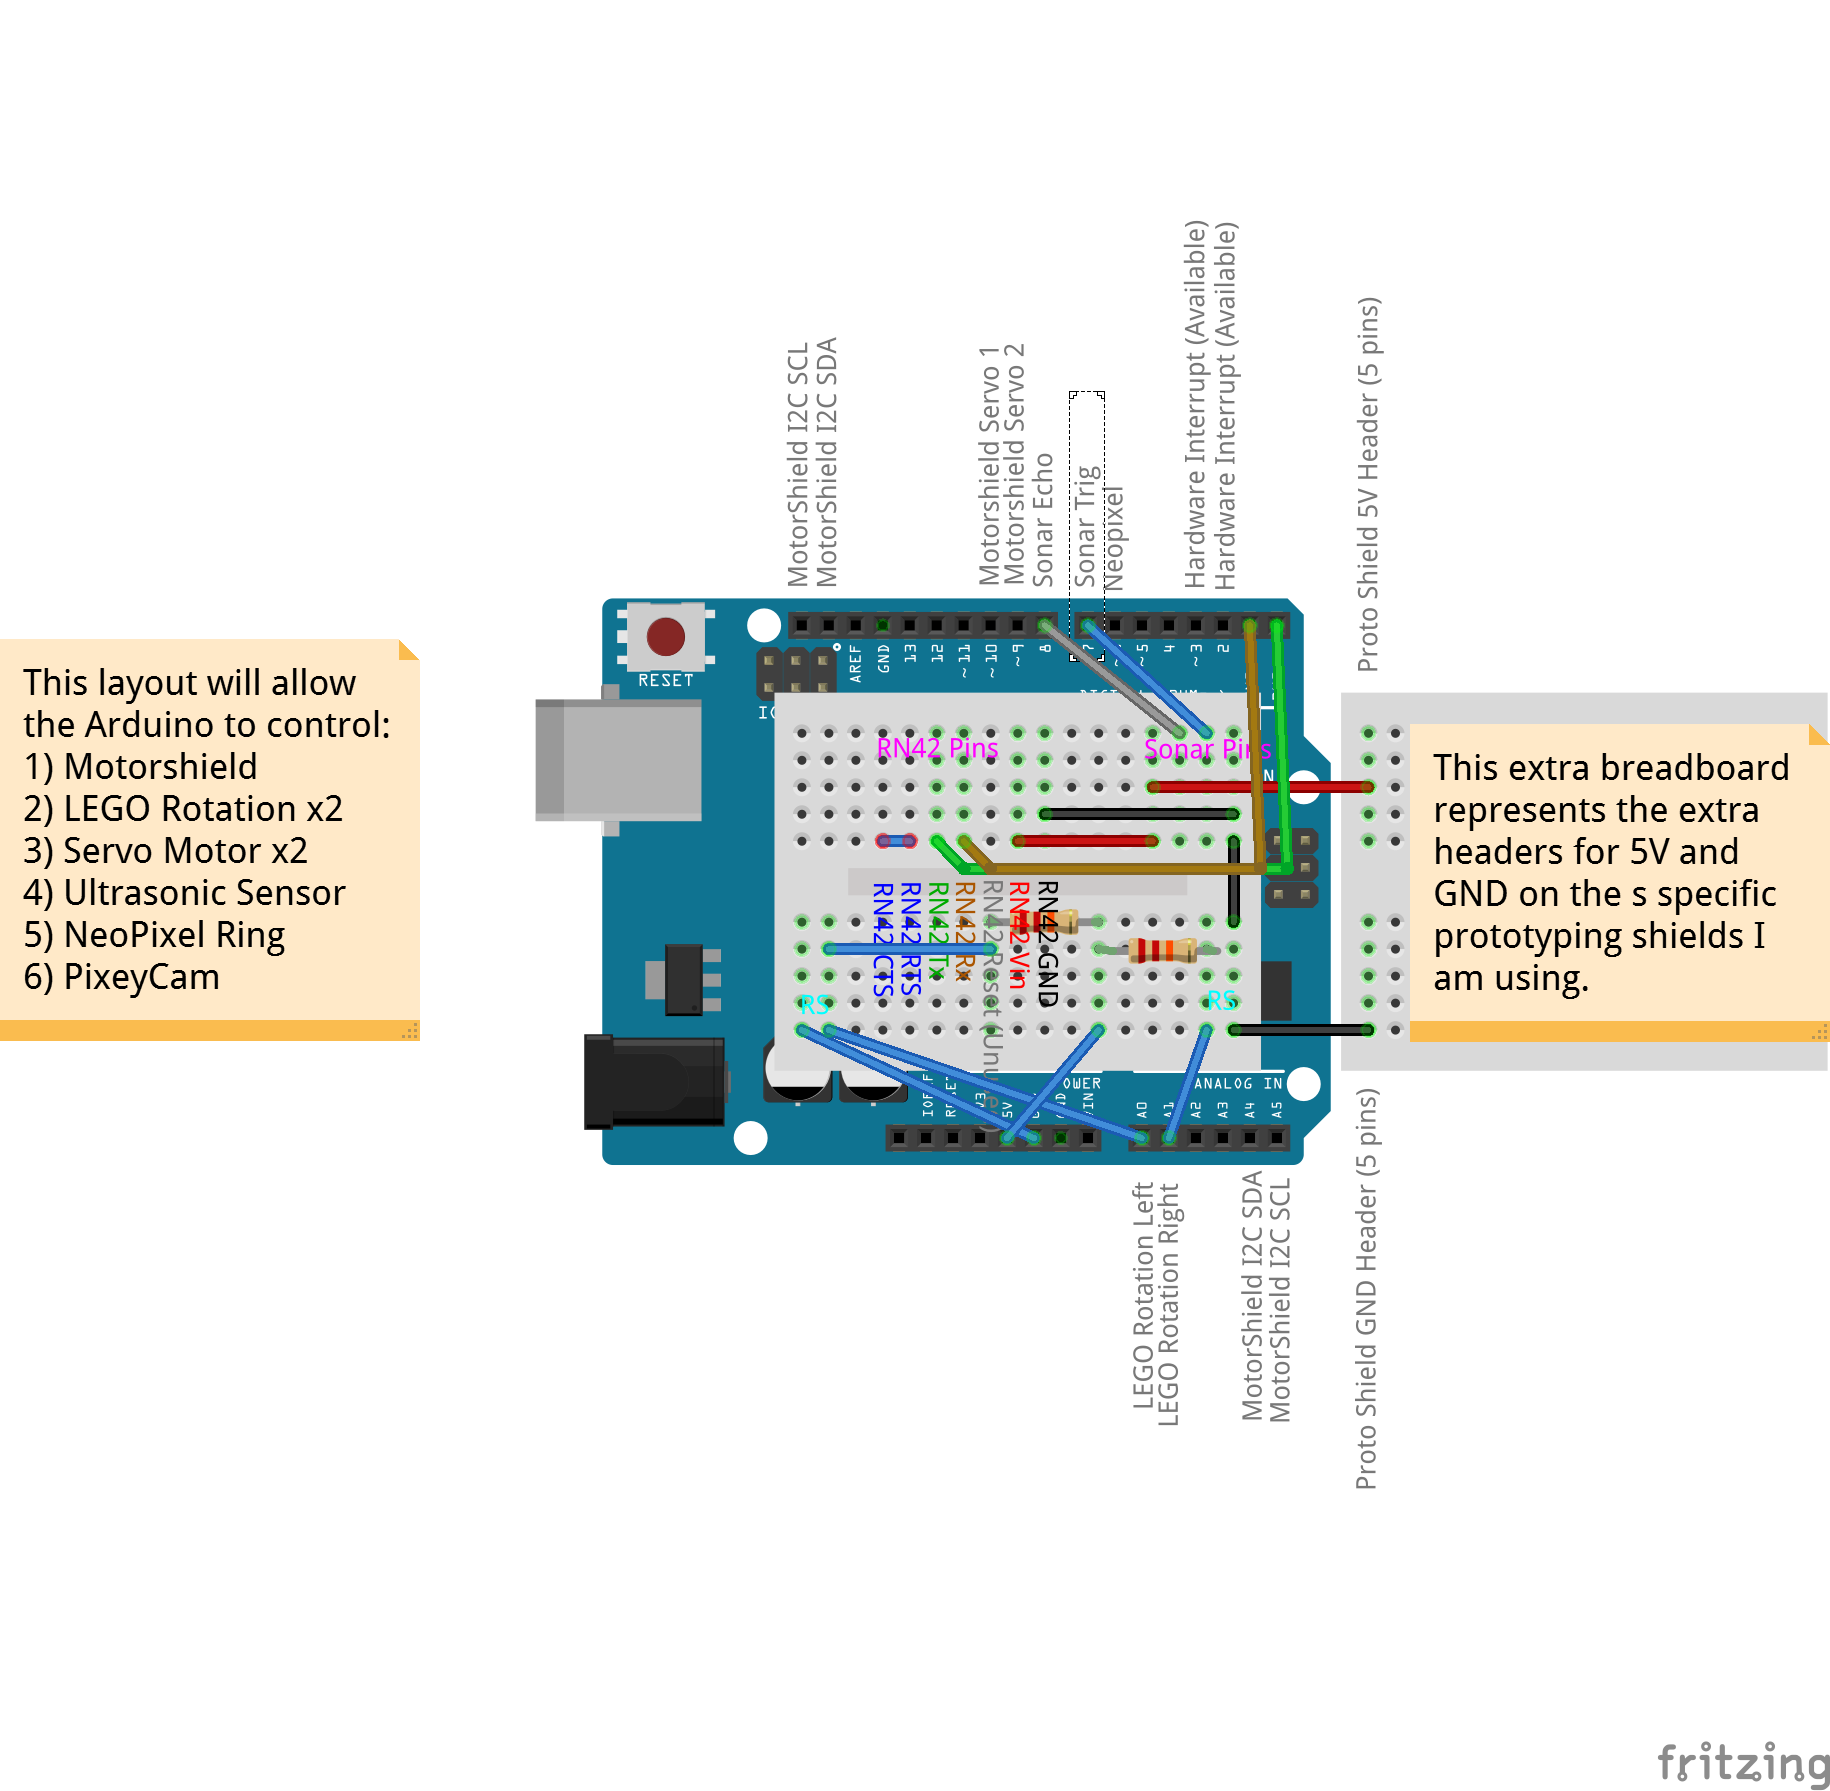 MotorShield I2C SCL
MotorShield I2C SDA
Motorshield Servo 1
Motorshield Servo 2
Sonar Echo
Sonar Trig
Neopixel
Hardware Interrupt (Available)
Hardware Interrupt (Available)
Proto Shield 5V Header (5 pins)
This layout will allow
the Arduino to control:
1) Motorshield
2) LEGO Rotation x2
3) Servo Motor x2
4) Ultrasonic Sensor
5) NeoPixel Ring
6) PixeyCam
RESET
AREF
GND
13
12
~11
~10
~9
8
7
~5
4
~3
2
RN42 Pins
Sonar Pins
RN42 CTS
RN42 RTS
RN42 Tx
RN42 Rx
RN42 Reset (Unused)
RN42 Vin
RN42 GND
RS
RS
This extra breadboard
represents the extra
headers for 5V and
GND on the s specific
prototyping shields I
am using.
ANALOG IN
5V
A0
A1
A2
A3
A4
A5
LEGO Rotation Left
LEGO Rotation Right
MotorShield I2C SDA
MotorShield I2C SCL
Proto Shield GND Header (5 pins)
fritzing